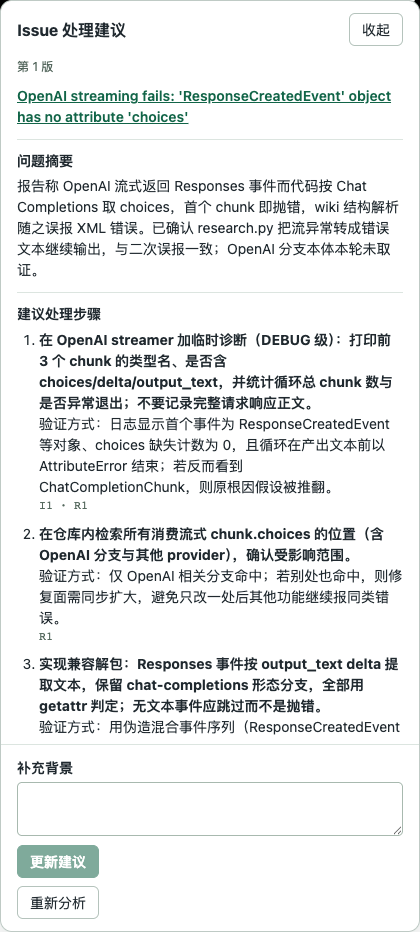 Issue 处理建议
收起
第 1 版
OpenAI streaming fails: 'ResponseCreatedEvent' object
has no attribute 'choices'
问题摘要
报告称 OpenAI 流式返回 Responses 事件而代码按 Chat
Completions 取 choices，首个 chunk 即抛错，wiki 结构解析
随之误报 XML 错误。已确认 research.py 把流异常转成错误
文本继续输出，与二次误报一致；OpenAI 分支本体本轮未取
证。
建议处理步骤
1. 在 OpenAI streamer 加临时诊断（DEBUG 级）：打印前
3 个 chunk 的类型名、是否含
choices/delta/output_text，并统计循环总 chunk 数与
是否异常退出；不要记录完整请求响应正文。
验证方式：日志显示首个事件为 ResponseCreatedEvent
等对象、choices 缺失计数为 0，且循环在产出文本前以
AttributeError 结束；若反而看到
ChatCompletionChunk，则原根因假设被推翻。
I1 · R1
2. 在仓库内检索所有消费流式 chunk.choices 的位置（含
OpenAI 分支与其他 provider），确认受影响范围。
验证方式：仅 OpenAI 相关分支命中；若别处也命中，则修
复面需同步扩大，避免只改一处后其他功能继续报同类错
误。
R1
3. 实现兼容解包：Responses 事件按 output_text delta 提
取文本，保留 chat-completions 形态分支，全部用
getattr 判定；无文本事件应跳过而不是抛错。
验证方式：用伪造混合事件序列（ResponseCreatedEvent
补充背景
更新建议
重新分析